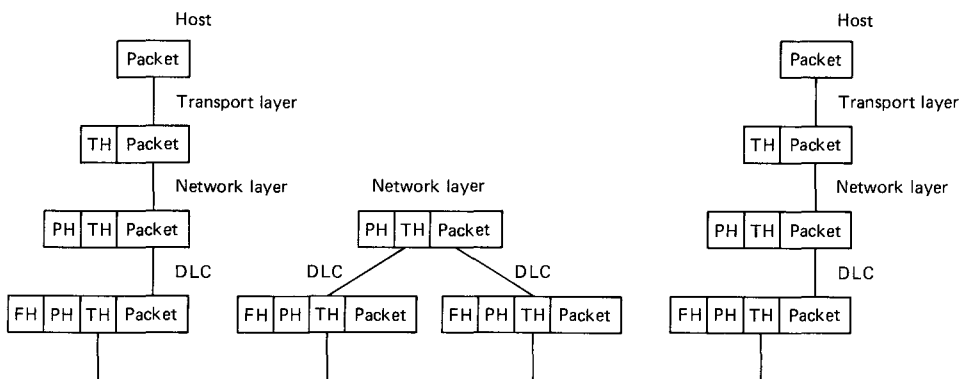 Host
Host
Packet
Packet
Transport layer
Transport layer
TH Packet
TH Packet
Network layer
Network layer
Network layer
PH TH Packet
PH TH Packet
PH TH Packet
DLC
DLC
DLC
DLC
FH PH TH Packet
FH PH TH Packet
FH PH TH Packet
FH PH TH Packet